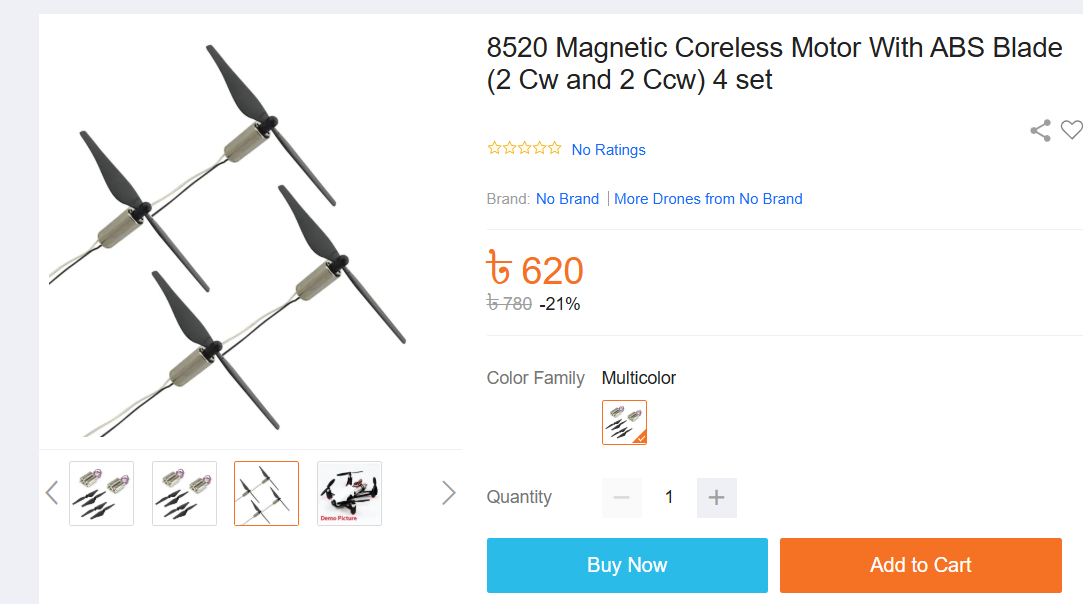 8520 Magnetic Coreless Motor With ABS Blade
(2 Cw and 2 Ccw) 4 set
No Ratings
Brand: No Brand | More Drones from No Brand
৳ 620
৳ 780 -21%
Color Family Multicolor
Quantity − 1 +
Demo Picture
Buy Now Add to Cart